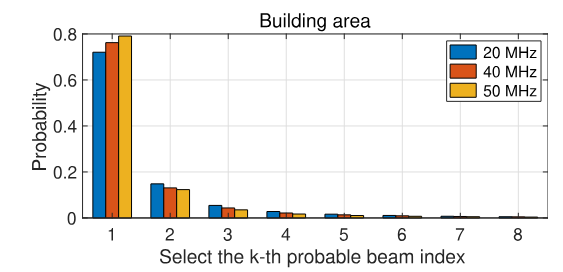 Building area
0.8
0.6
0.4
0.2
0
Probability
20 MHz
40 MHz
50 MHz
1 2 3 4 5 6 7 8
Select the k-th probable beam index